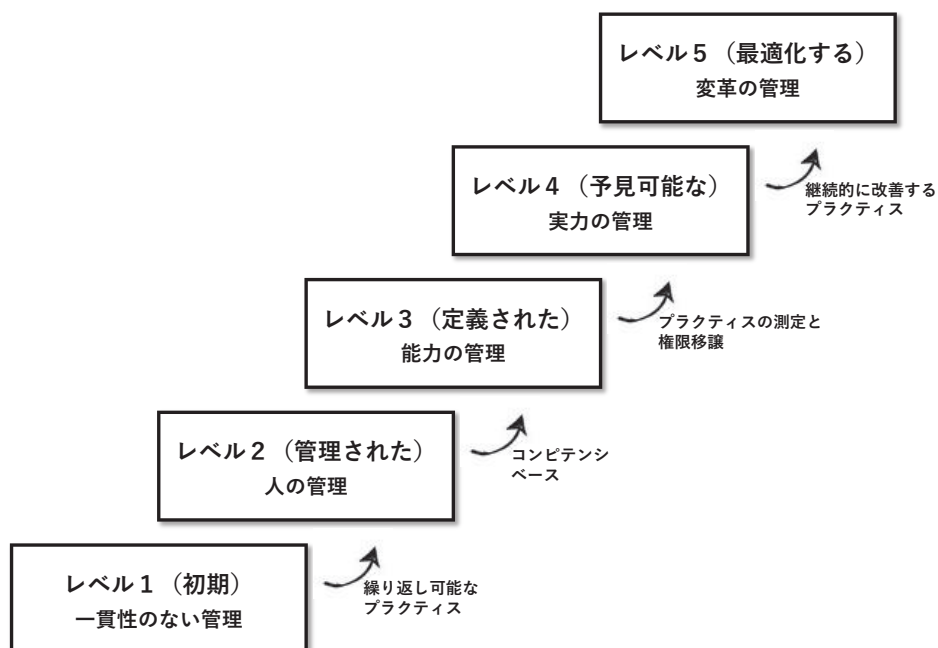 レベル５（最適化する）
変革の管理
レベル４（予見可能な）
実力の管理
継続的に改善する
プラクティス
レベル３（定義された）
能力の管理
プラクティスの測定と
権限移譲
レベル２（管理された）
人の管理
コンピテンシ
ベース
レベル１（初期）
一貫性のない管理
繰り返し可能な
プラクティス